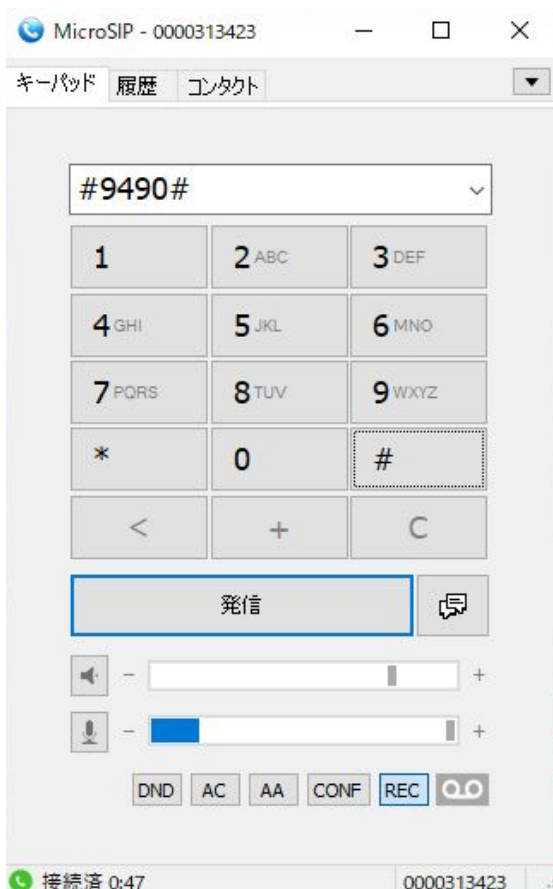 MicroSIP - 0000313423
キーパッド 履歴 コンタクト
#9490#
1 2 ABC 3 DEF
4 GHI 5 JKL 6 MNO
7 PQRS 8 TUV 9 WXYZ
* 0 #
< + C
発信
- +
- +
DND AC AA CONF REC
接続済 0:47 0000313423